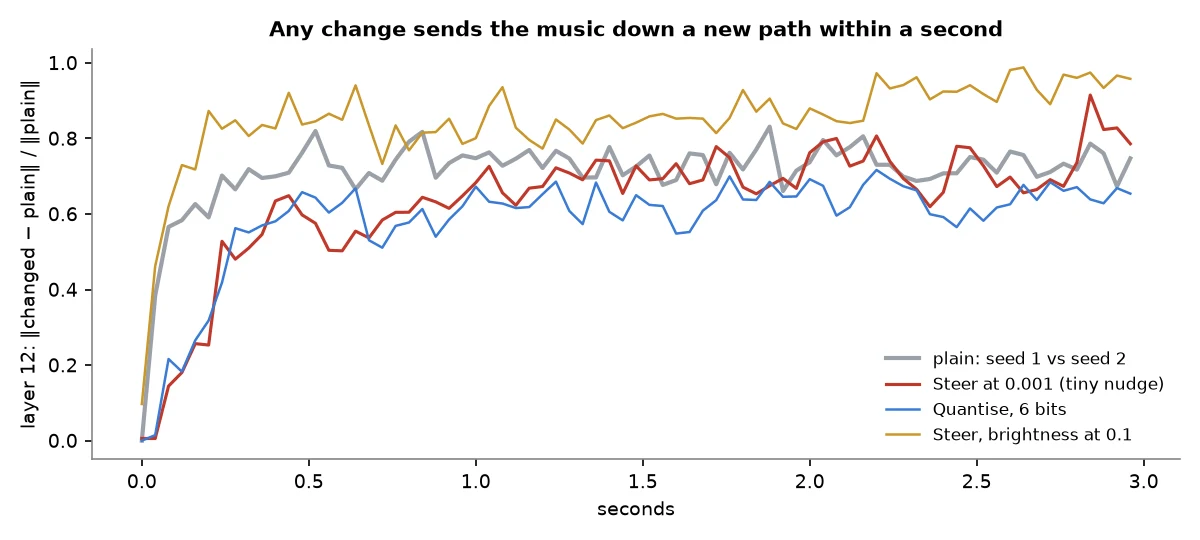 Any change sends the music down a new path within a second
layer 12: ‖changed − plain‖ / ‖plain‖
1.0
0.8
0.6
0.4
0.2
0.0
plain: seed 1 vs seed 2
Steer at 0.001 (tiny nudge)
Quantise, 6 bits
Steer, brightness at 0.1
0.0 0.5 1.0 1.5 2.0 2.5 3.0
seconds